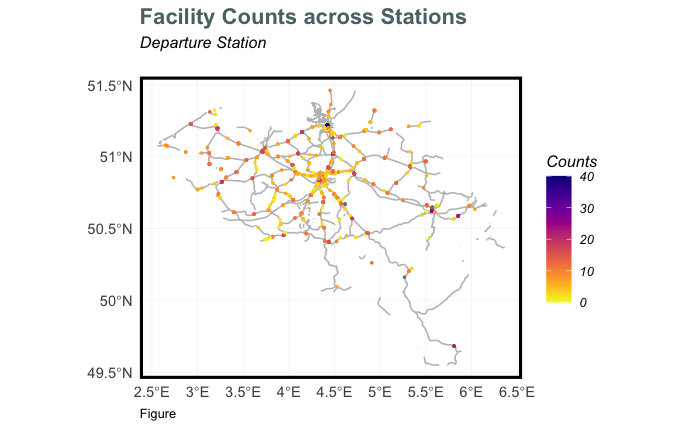 Facility Counts across Stations
Departure Station
51.5°N
51°N
50.5°N
50°N
49.5°N
2.5°E 3°E 3.5°E 4°E 4.5°E 5°E 5.5°E 6°E 6.5°E
Counts
40
30
20
10
0
Figure